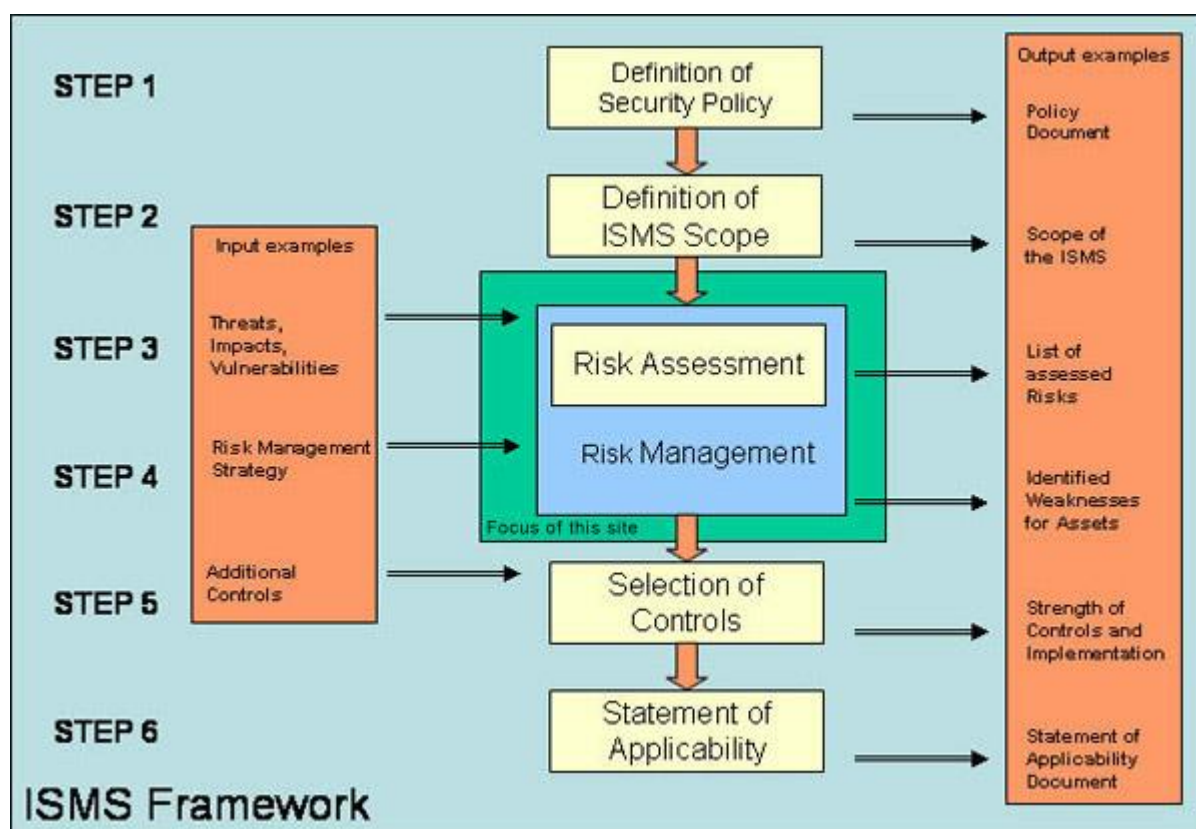 STEP 1
STEP 2
STEP 3
STEP 4
STEP 5
STEP 6
Input examples
Threats,
Impacts,
Vulnerabilities
Risk Management
Strategy
Additional
Controls
Definition of
Security Policy
Definition of
ISMS Scope
Risk Assessment
Risk Management
Focus of this site
Selection of
Controls
Statement of
Applicability
Output examples
Policy
Document
Scope of
the ISMS
List of
assessed
Risks
Identified
Weaknesses
for Assets
Strength of
Controls and
Implementation
Statement of
Applicability
Document
ISMS Framework